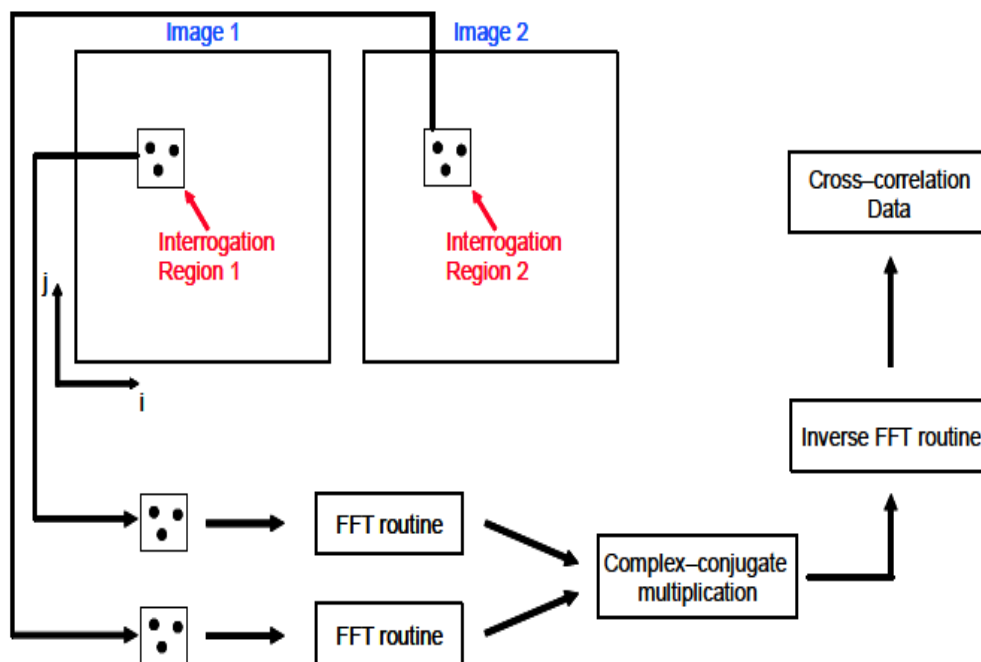 Image 1
Image 2
Interrogation
Region 1
Interrogation
Region 2
j
i
Cross–correlation
Data
Inverse FFT routine
FFT routine
Complex–conjugate
multiplication
FFT routine